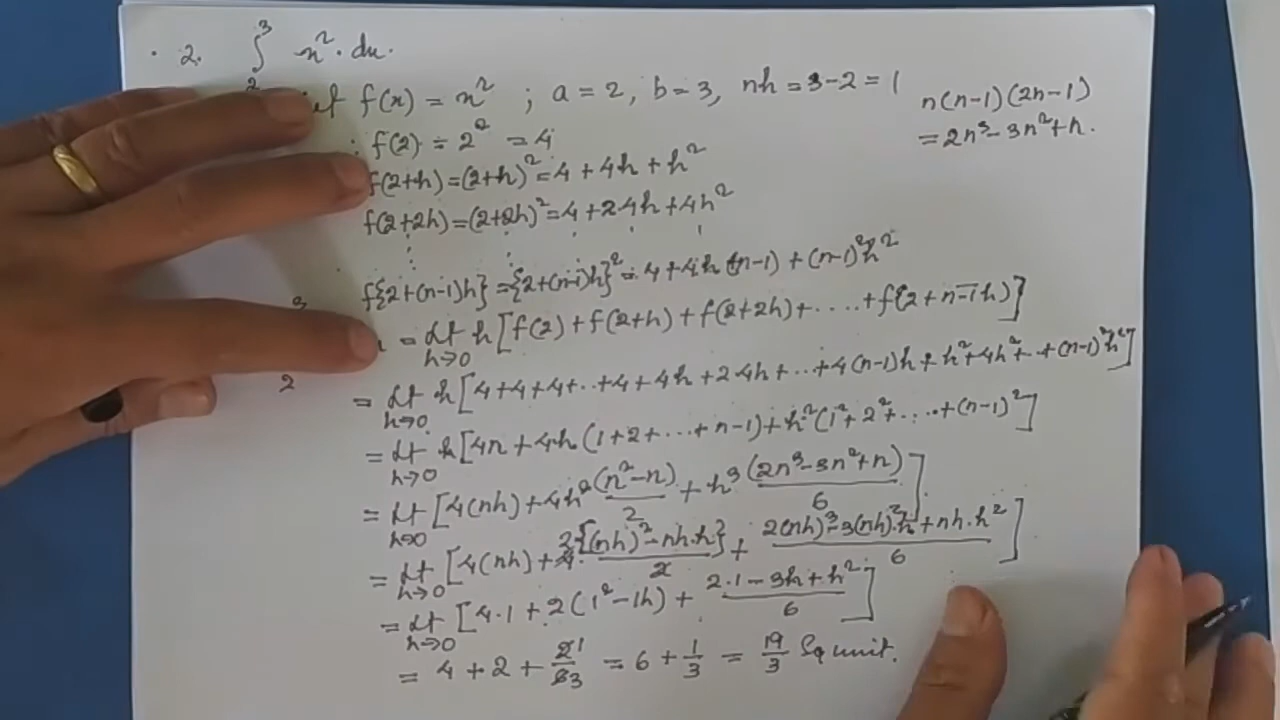 2. ∫₂³ x². dx.
f(x) = x² ; a = 2, b = 3, nh = 3-2 = 1
n(n-1)(2n-1)
= 2n³ - 3n² + n.
f(2) = 2² = 4
f(2+h) = (2+h)² = 4 + 4h + h²
f(2+2h) = (2+2h)² = 4 + 2.4h + 4h²
f{2+(n-1)h} = {2+(n-1)h}² = 4 + 4h(n-1) + (n-1)²h²
= Lt h→0 h[f(2) + f(2+h) + f(2+2h) + .... + f{2+n-1h)}]
= Lt h→0 h[4+4+4+..+4 + 4h + 2.4h + .. + 4(n-1)h + h² + 4h² + .. + (n-1)²h²]
= Lt h→0 h[4n + 4h(1+2+...+n-1) + h²(1²+2²+....+(n-1)²]
= Lt h→0 [4(nh) + 4h² (n²-n)/2 + h³ (2n³-3n²+n)/6]
= Lt h→0 [4(nh) + 4. 2{(nh)²-nh.h}/2 + 2(nh)³-3(nh)².h+nh.h²/6]
= Lt h→0 [4.1 + 2(1²-1h) + 2.1-3h+h²/6]
= 4 + 2 + 2 1/6 3 = 6 + 1/3 = 19/3 Sq unit.